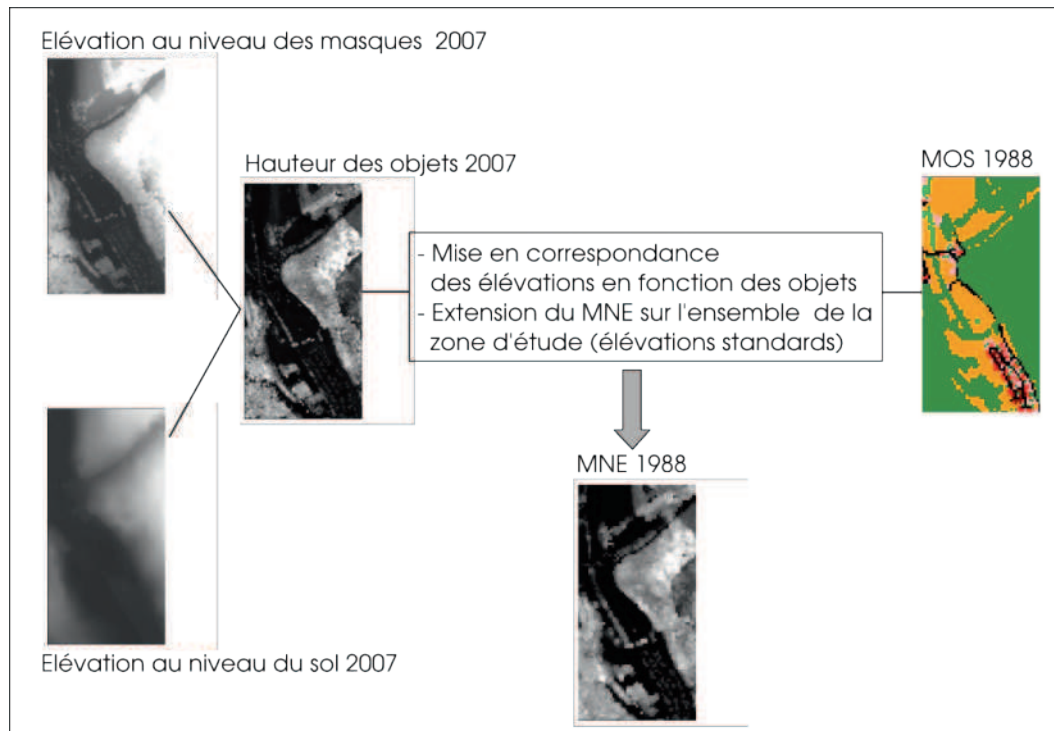 Elévation au niveau des masques 2007
Hauteur des objets 2007
MOS 1988
- Mise en correspondance
des élévations en fonction des objets
- Extension du MNE sur l'ensemble de la
zone d'étude (élévations standards)
MNE 1988
Elévation au niveau du sol 2007